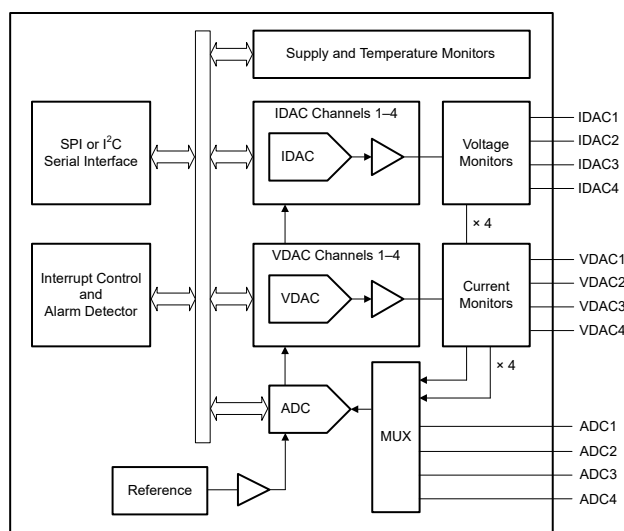 Supply and Temperature Monitors
SPI or I²C
Serial Interface
IDAC Channels 1–4
IDAC
Voltage
Monitors
IDAC1
IDAC2
IDAC3
IDAC4
× 4
Interrupt Control
and
Alarm Detector
VDAC Channels 1–4
VDAC
Current
Monitors
VDAC1
VDAC2
VDAC3
VDAC4
× 4
ADC
MUX
ADC1
ADC2
ADC3
ADC4
Reference